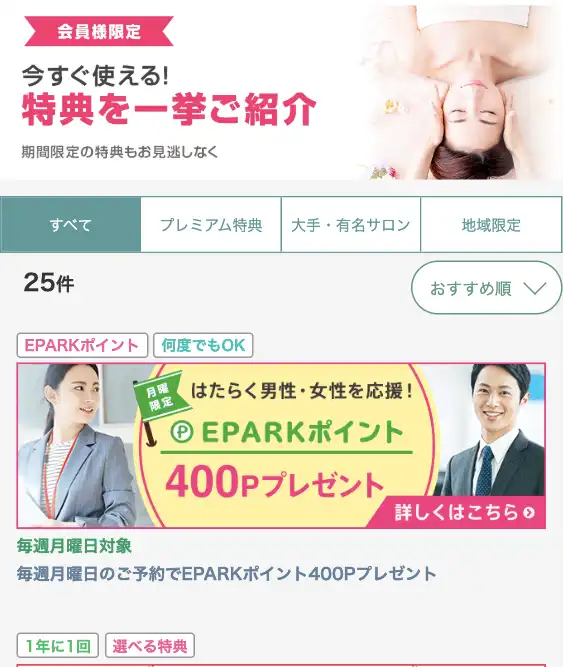 会員様限定
今すぐ使える!
特典を一挙ご紹介
期間限定の特典もお見逃しなく
すべて
プレミアム特典
大手・有名サロン
地域限定
25件
おすすめ順
EPARKポイント 何度でもOK
月曜
限定
はたらく男性・女性を応援!
P EPARKポイント
400Pプレゼント
詳しくはこちら
毎週月曜日対象
毎週月曜日のご予約でEPARKポイント400Pプレゼント
1年に1回 選べる特典